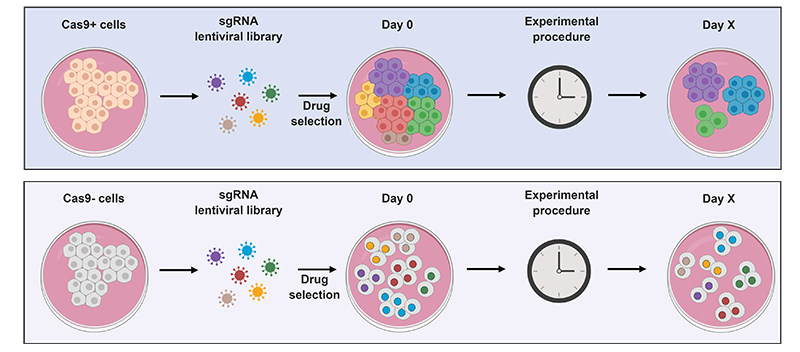 Cas9+ cells
sgRNA
lentiviral library
Drug
selection
Day 0
Experimental
procedure
Day X
Cas9- cells
sgRNA
lentiviral library
Drug
selection
Day 0
Experimental
procedure
Day X